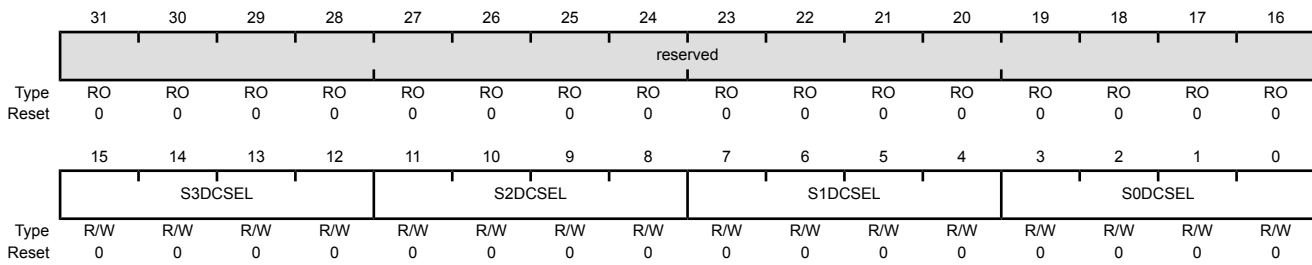 31 30 29 28 27 26 25 24 23 22 21 20 19 18 17 16
reserved
Type RO RO RO RO RO RO RO RO RO RO RO RO RO RO RO RO
Reset 0 0 0 0 0 0 0 0 0 0 0 0 0 0 0 0
15 14 13 12 11 10 9 8 7 6 5 4 3 2 1 0
S3DCSEL S2DCSEL S1DCSEL S0DCSEL
Type R/W R/W R/W R/W R/W R/W R/W R/W R/W R/W R/W R/W R/W R/W R/W R/W
Reset 0 0 0 0 0 0 0 0 0 0 0 0 0 0 0 0